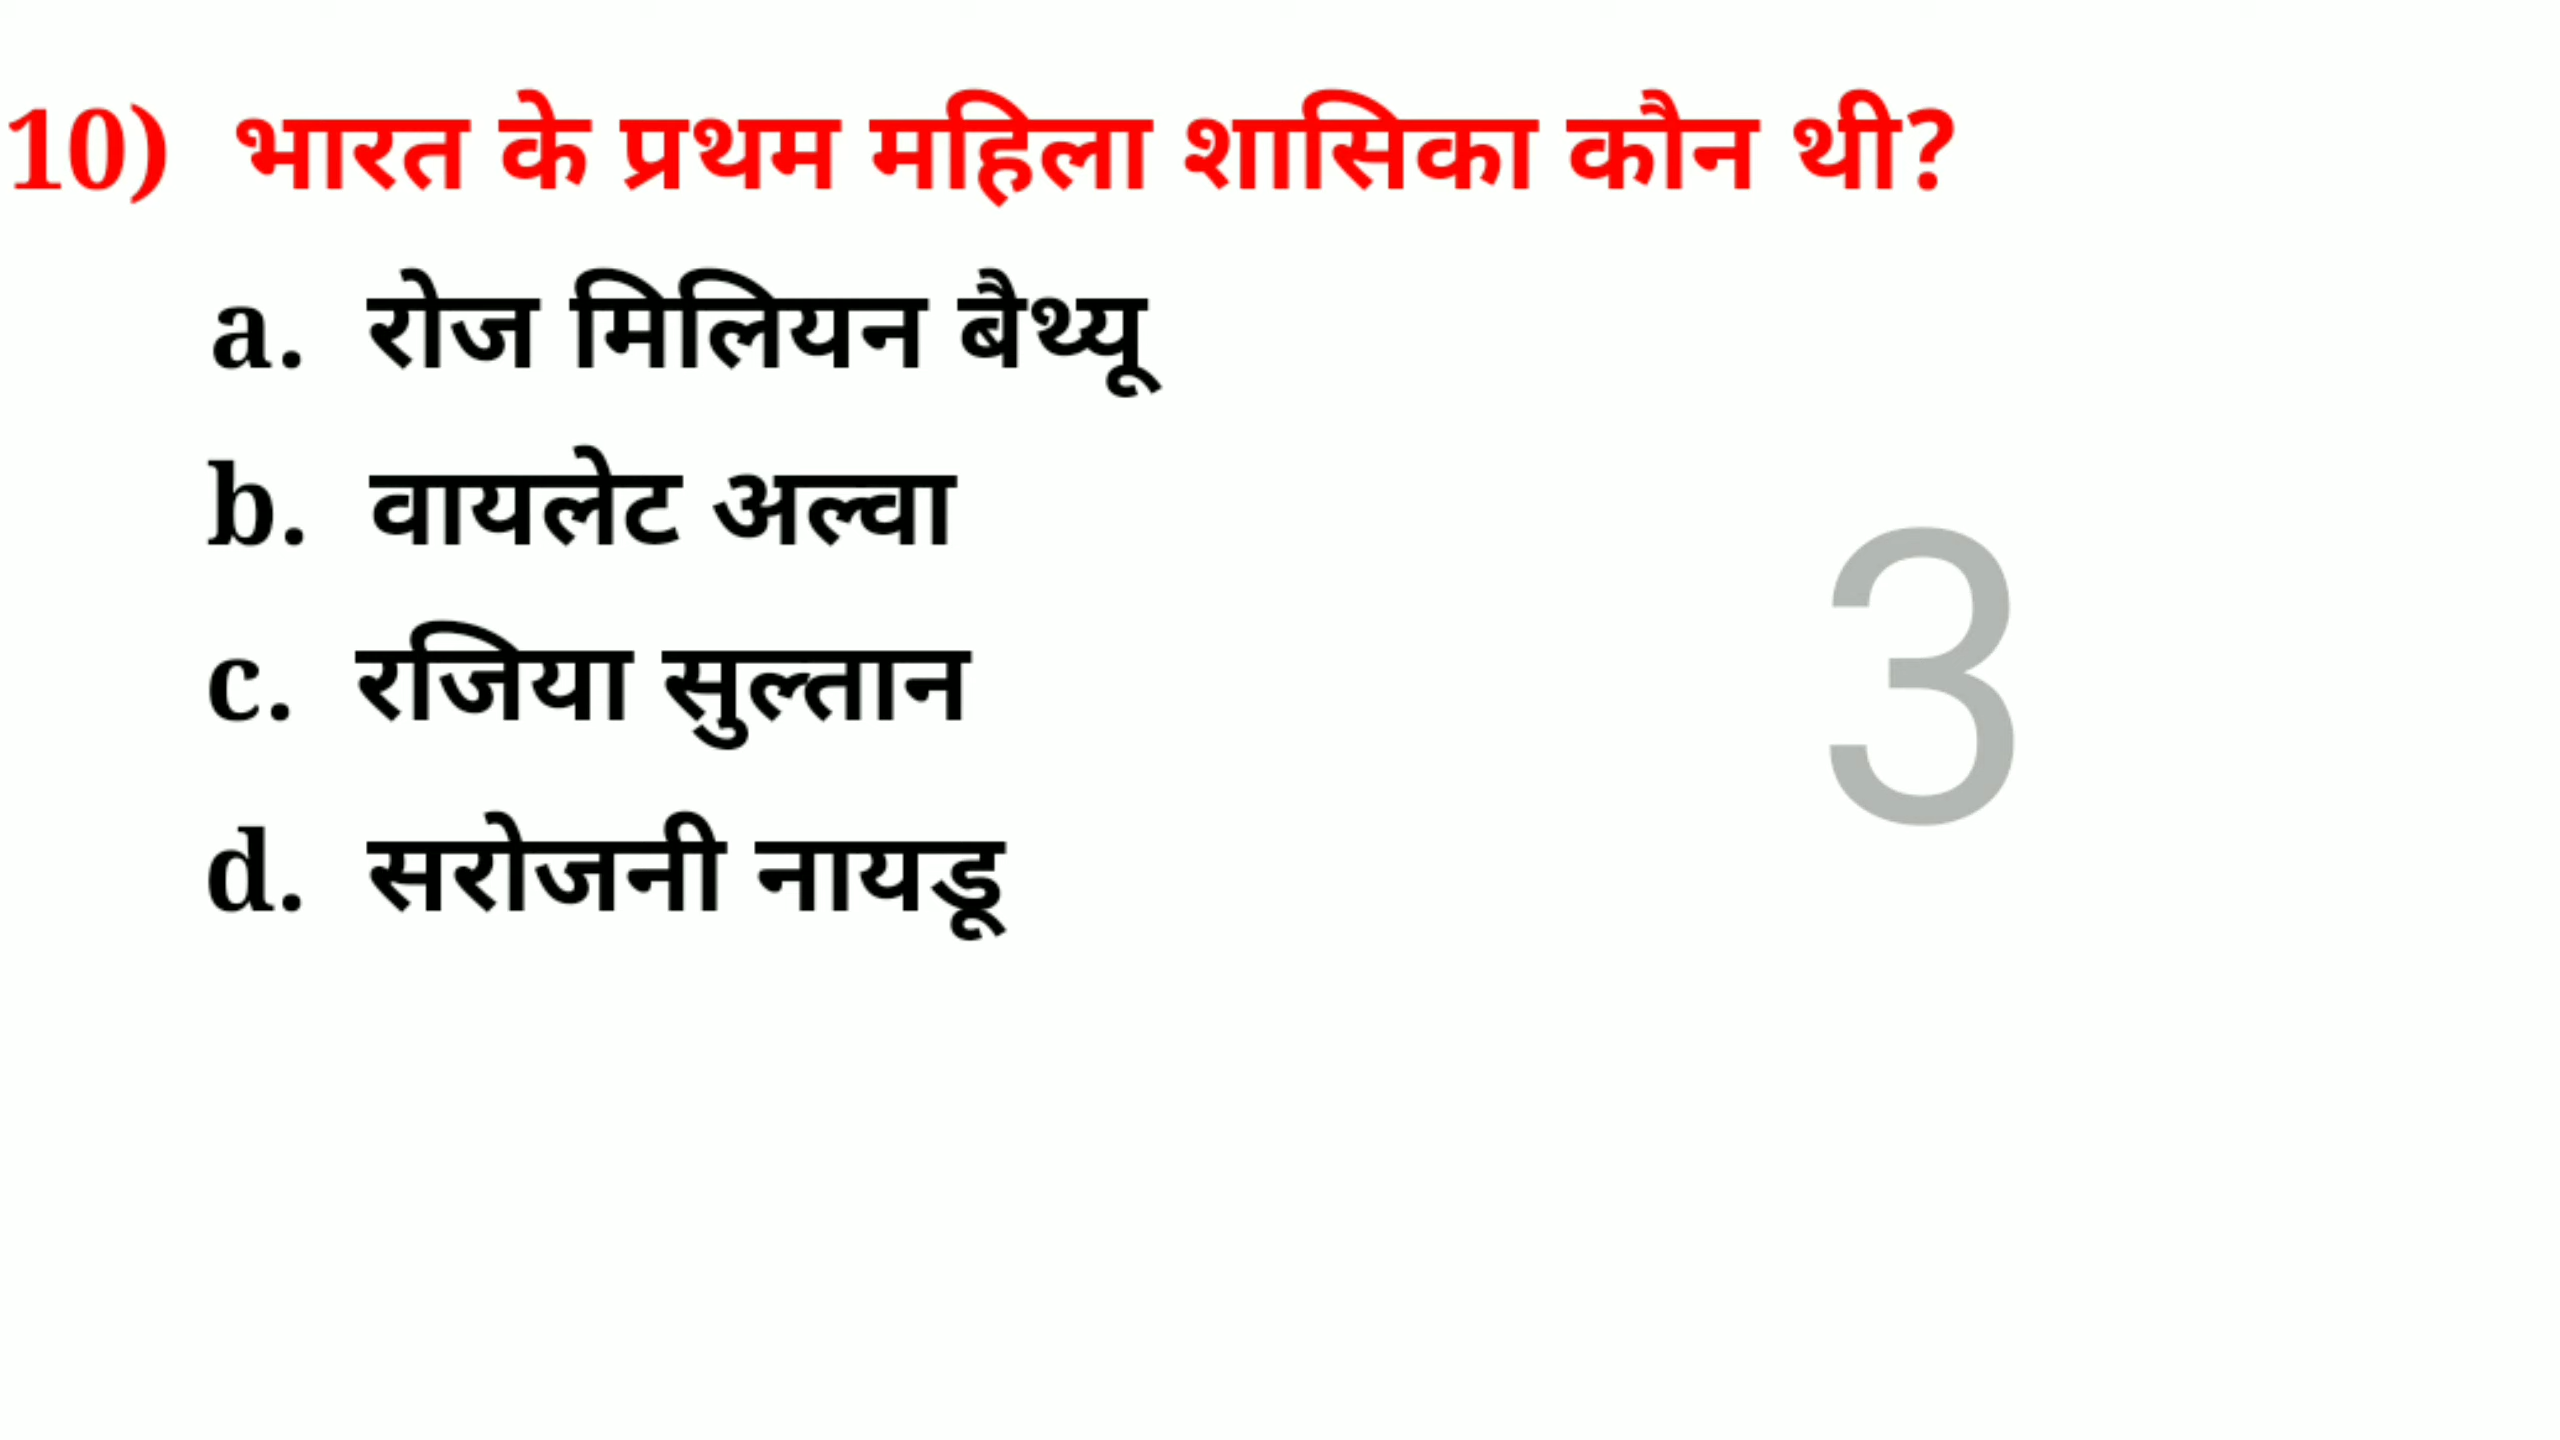 10) भारत के प्रथम महिला शासिका कौन थी?
a. रोज मिलियन बैथ्यू
b. वायलेट अल्वा
c. रजिया सुल्तान
d. सरोजनी नायडू
3